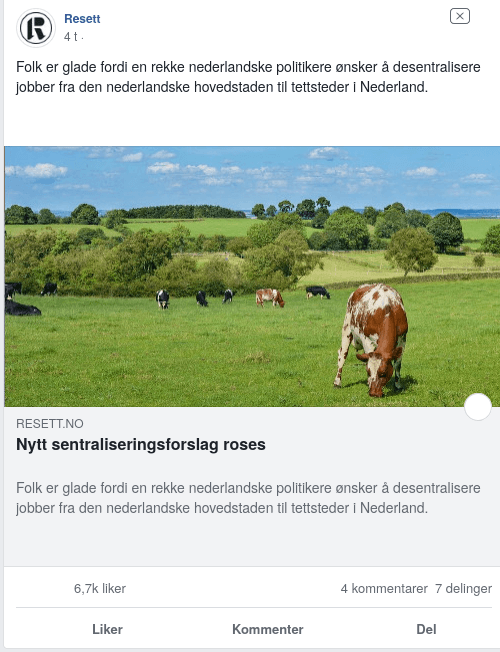 Resett
4 t ·
Folk er glade fordi en rekke nederlandske politikere ønsker å desentralisere
jobber fra den nederlandske hovedstaden til tettsteder i Nederland.
RESETT.NO
Nytt sentraliseringsforslag roses
Folk er glade fordi en rekke nederlandske politikere ønsker å desentralisere
jobber fra den nederlandske hovedstaden til tettsteder i Nederland.
6,7k liker 4 kommentarer 7 delinger
Liker Kommenter Del